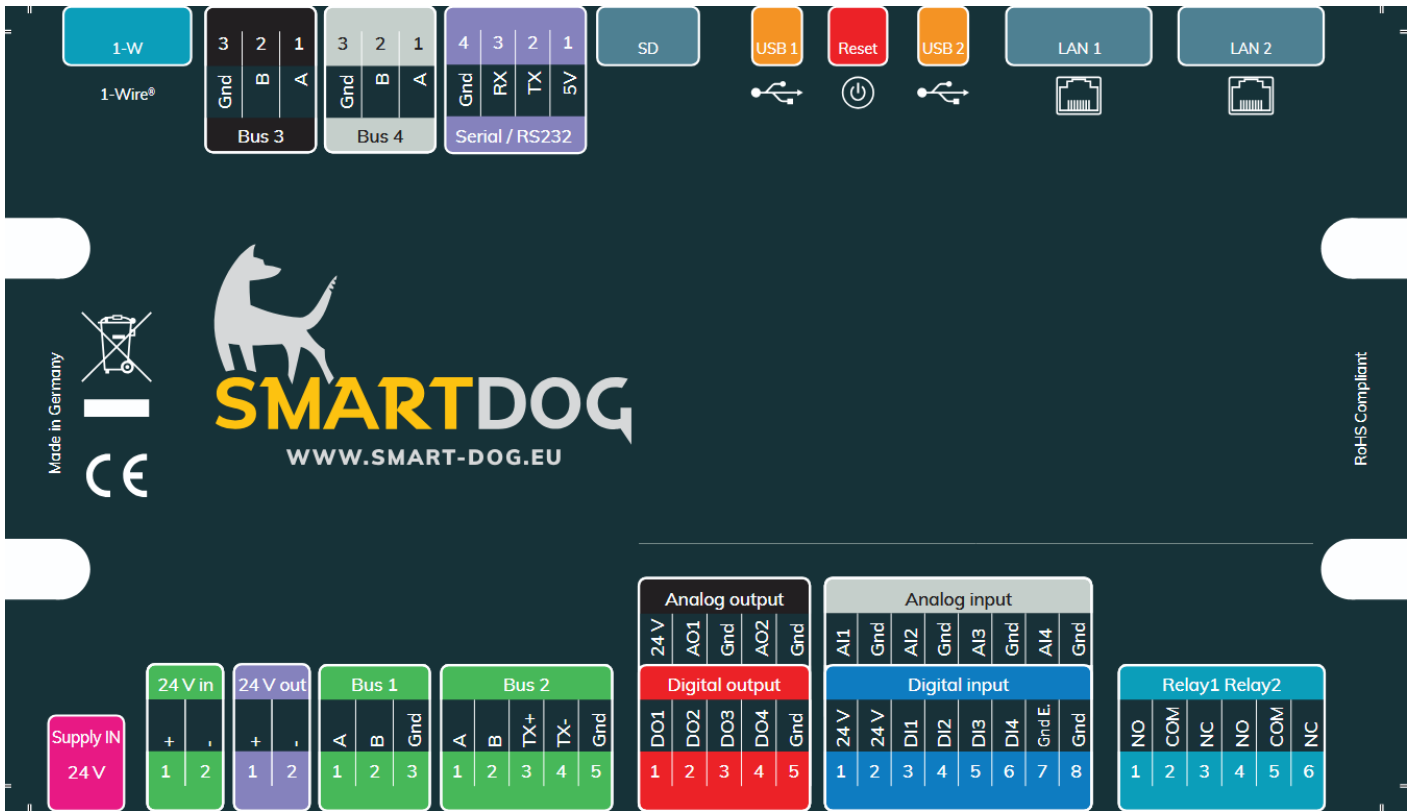 1-W
1-Wire®
3 2 1
Gnd B A
Bus 3
3 2 1
Gnd B A
Bus 4
4 3 2 1
Gnd RX TX 5V
Serial / RS232
SD
USB 1
Reset
USB 2
LAN 1
LAN 2
Made in Germany
CE
SMARTDOG
WWW.SMART-DOG.EU
RoHS Compliant
Supply IN
24 V
24 V in
+ -
1 2
24 V out
+ -
1 2
Bus 1
A B Gnd
1 2 3
Bus 2
A B TX+ TX- Gnd
1 2 3 4 5
Analog output
24 V AO1 Gnd AO2 Gnd
Digital output
DO1 DO2 DO3 DO4 Gnd
1 2 3 4 5
Analog input
AI1 Gnd AI2 Gnd AI3 Gnd AI4 Gnd
Digital input
24 V 24 V DI1 DI2 DI3 DI4 Gnd E. Gnd
1 2 3 4 5 6 7 8
Relay1 Relay2
NO COM NC NO COM NC
1 2 3 4 5 6